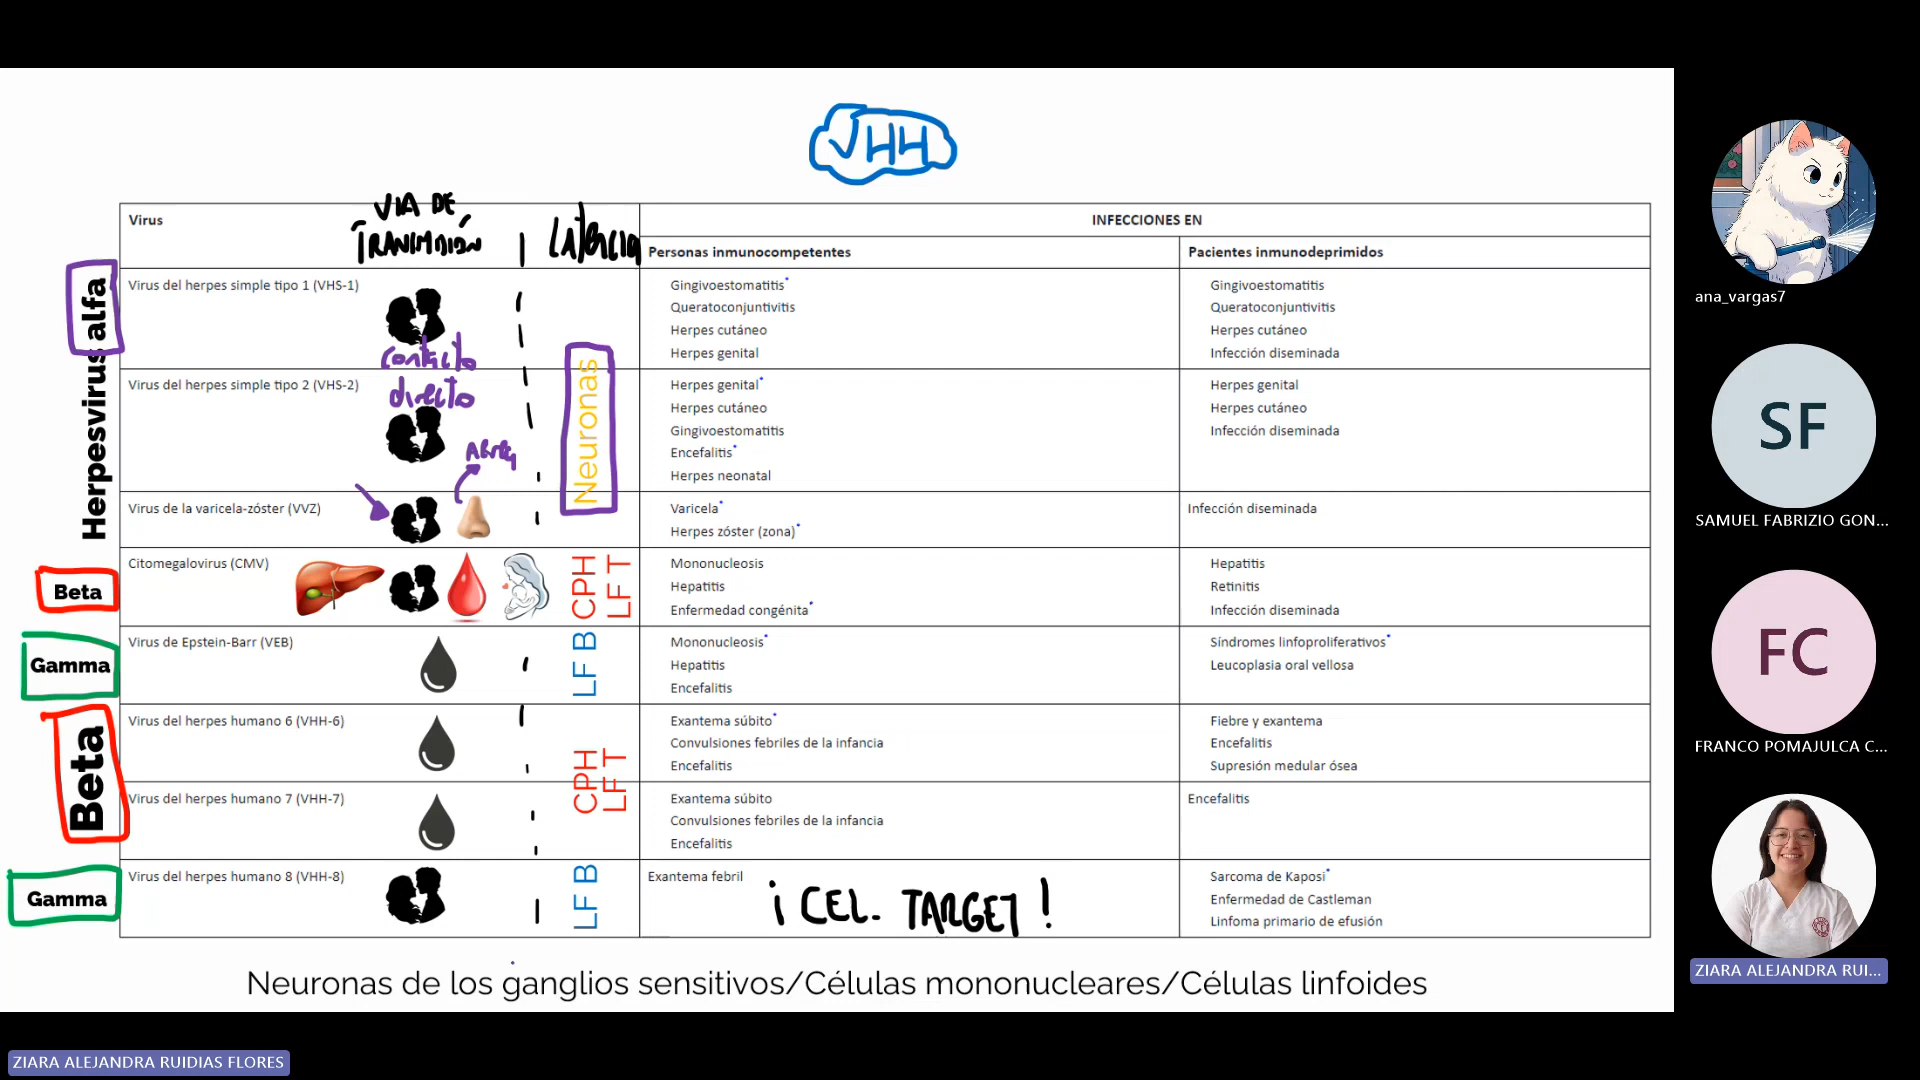 VHH
Virus
VIA DE
TRANSMISIÓN
LATENCIA
INFECCIONES EN
Personas inmunocompetentes
Pacientes inmunodeprimidos
Herpesvirus alfa
Virus del herpes simple tipo 1 (VHS-1)
Gingivoestomatitis*
Queratoconjuntivitis
Herpes cutáneo
Herpes genital
Gingivoestomatitis
Queratoconjuntivitis
Herpes cutáneo
Infección diseminada
contacto
directo
Neuronas
Virus del herpes simple tipo 2 (VHS-2)
Herpes genital*
Herpes cutáneo
Gingivoestomatitis
Encefalitis*
Herpes neonatal
Herpes genital
Herpes cutáneo
Infección diseminada
Virus de la varicela-zóster (VVZ)
Varicela*
Herpes zóster (zona)*
Infección diseminada
Beta
Citomegalovirus (CMV)
CPH
LF T
Mononucleosis
Hepatitis
Enfermedad congénita*
Hepatitis
Retinitis
Infección diseminada
Gamma
Virus de Epstein-Barr (VEB)
LF B
Mononucleosis*
Hepatitis
Encefalitis
Síndromes linfoproliferativos*
Leucoplasia oral vellosa
Beta
Virus del herpes humano 6 (VHH-6)
CPH
LF T
Exantema súbito*
Convulsiones febriles de la infancia
Encefalitis
Fiebre y exantema
Encefalitis
Supresión medular ósea
Virus del herpes humano 7 (VHH-7)
Exantema súbito
Convulsiones febriles de la infancia
Encefalitis
Encefalitis
Gamma
Virus del herpes humano 8 (VHH-8)
LF B
Exantema febril
¡CEL. TARGET!
Sarcoma de Kaposi*
Enfermedad de Castleman
Linfoma primario de efusión
Neuronas de los ganglios sensitivos/Células mononucleares/Células linfoides
ana_vargas7
SF
SAMUEL FABRIZIO GON...
FC
FRANCO POMAJULCA C...
ZIARA ALEJANDRA RUI...
ZIARA ALEJANDRA RUIDIAS FLORES